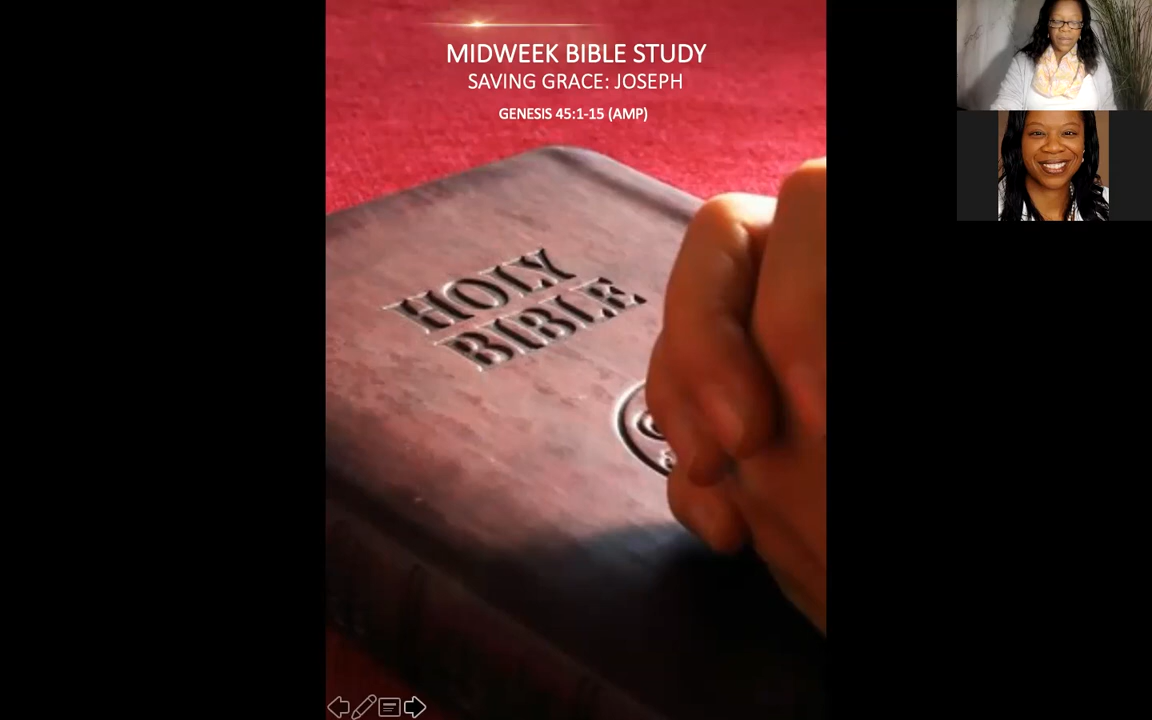 MIDWEEK BIBLE STUDY
SAVING GRACE: JOSEPH
GENESIS 45:1-15 (AMP)
HOLY
BIBLE